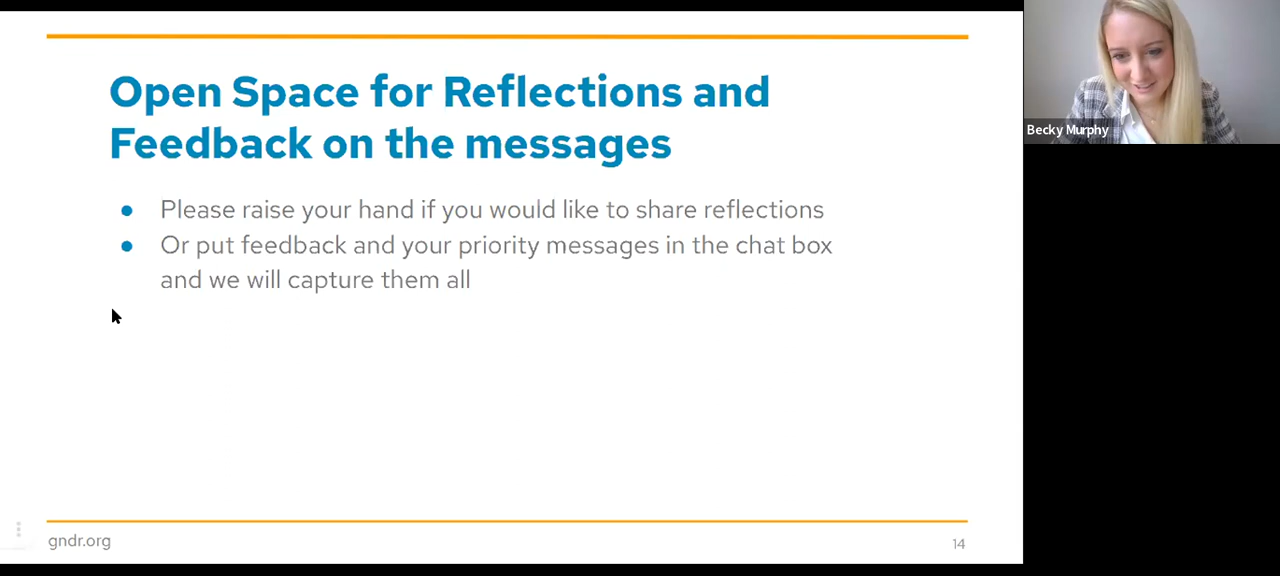 Open Space for Reflections and
Feedback on the messages
● Please raise your hand if you would like to share reflections
● Or put feedback and your priority messages in the chat box
and we will capture them all
gndr.org
14
Becky Murphy